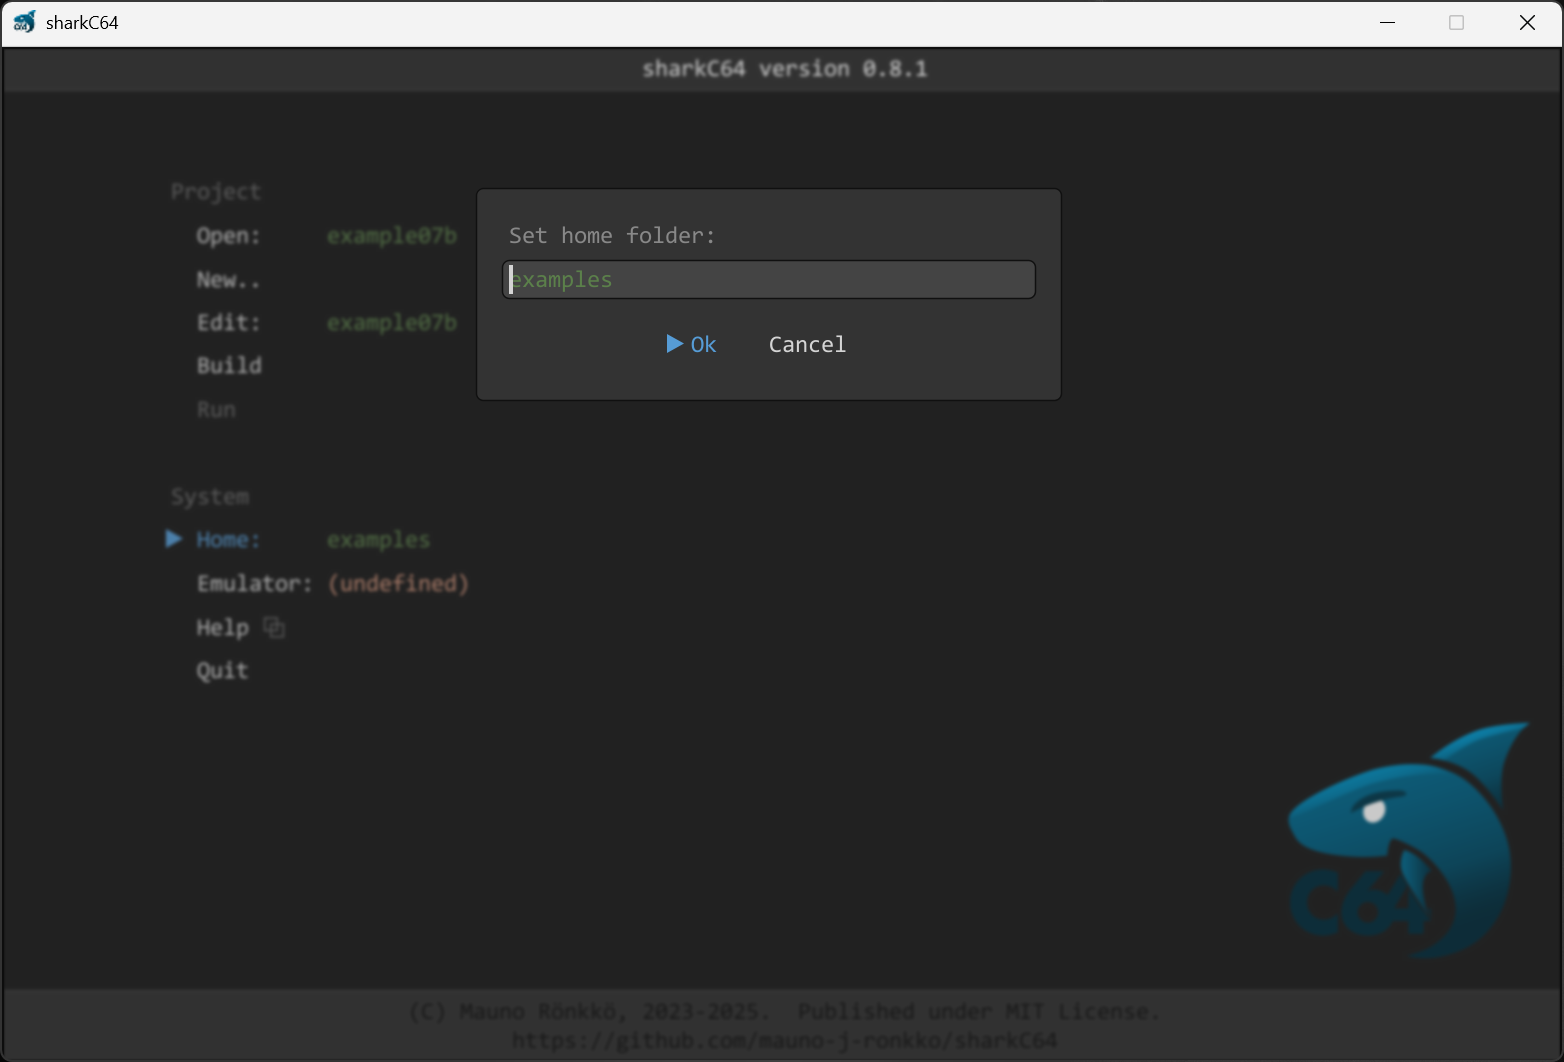 sharkC64
sharkC64 version 0.8.1
Project
Open: example07b
New..
Edit: example07b
Build
Run
Set home folder:
examples
Ok Cancel
System
Home: examples
Emulator: (undefined)
Help
Quit
C64
(C) Mauno Rönkkö, 2023-2025. Published under MIT License.
https://github.com/mauno-j-ronkko/sharkC64